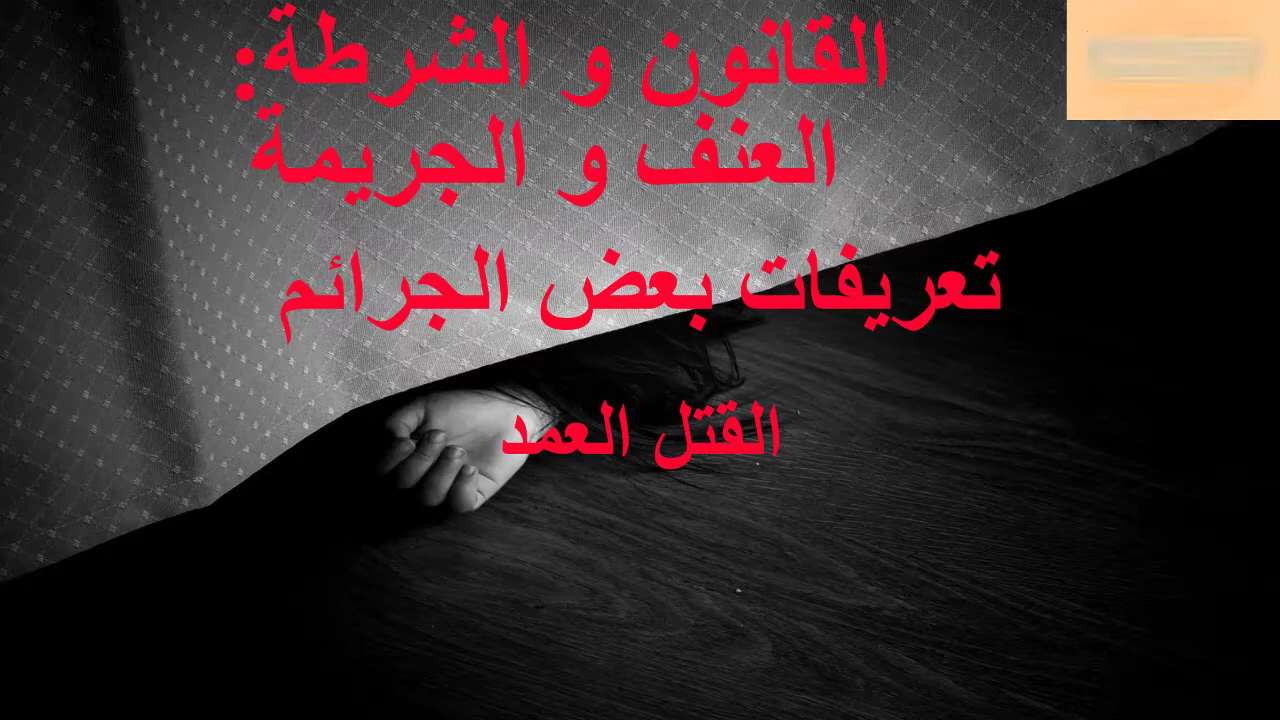 القانون و الشرطة:
العنف و الجريمة
تعريفات بعض الجرائم
القتل العمد